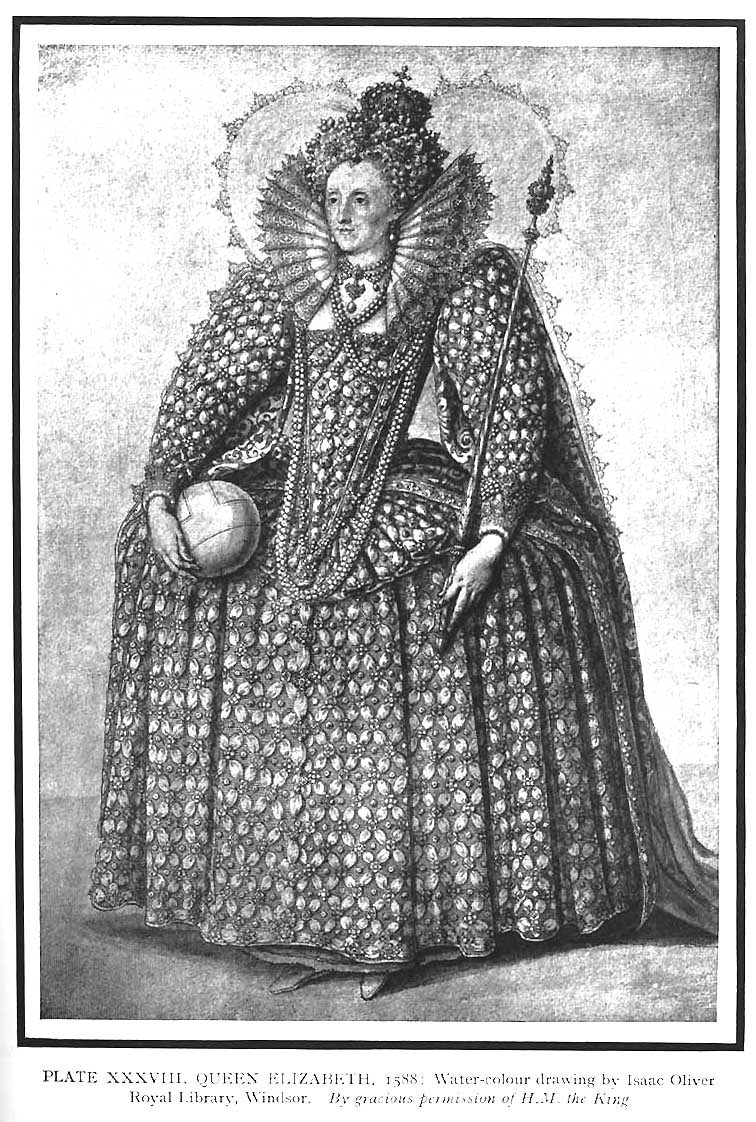 PLATE XXXVIII. QUEEN ELIZABETH, 1588: Water-colour drawing by Isaac Oliver
Royal Library, Windsor. By gracious permission of H.M. the King